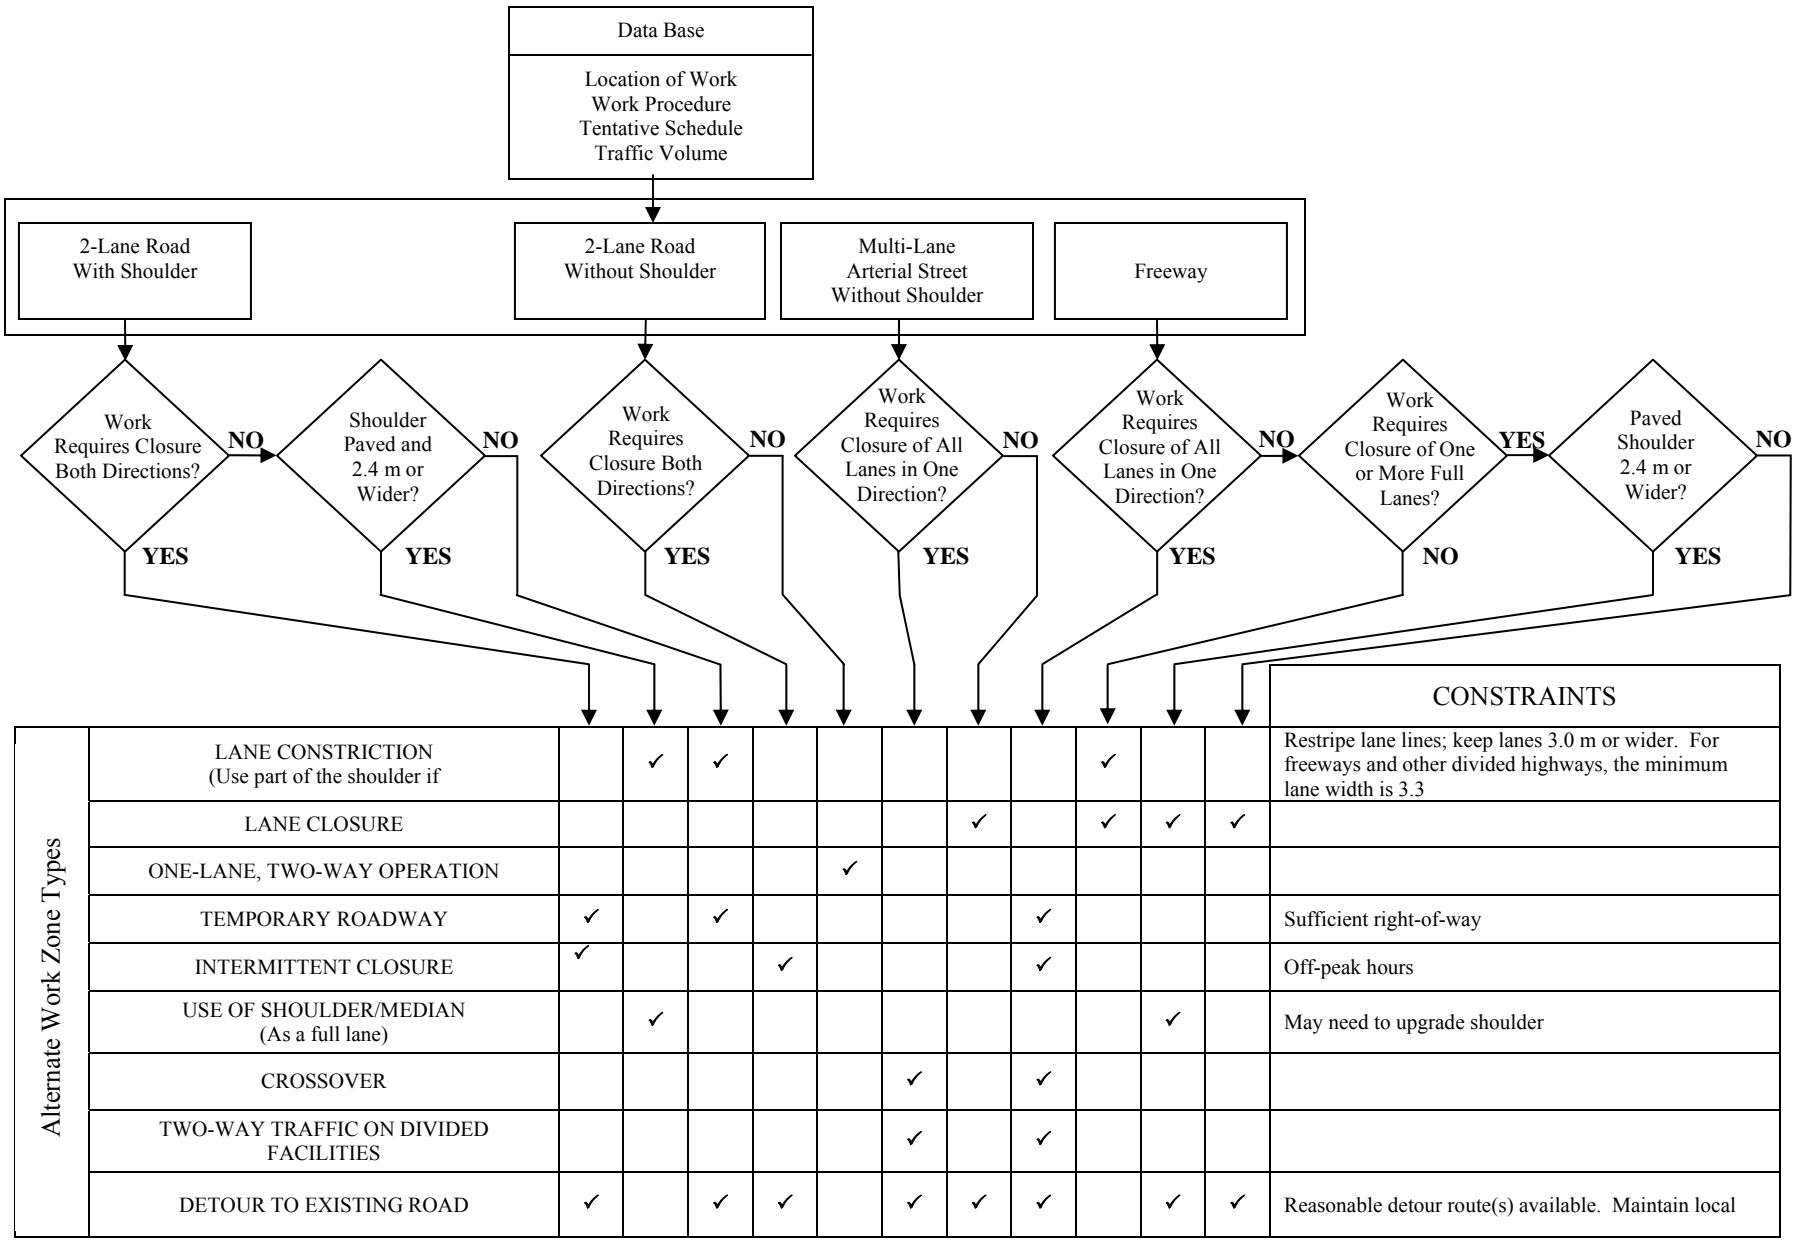 Data Base
Location of Work
Work Procedure
Tentative Schedule
Traffic Volume
2-Lane Road
With Shoulder
2-Lane Road
Without Shoulder
Multi-Lane
Arterial Street
Without Shoulder
Freeway
Work
Requires Closure
Both Directions?
NO
YES
Shoulder
Paved and
2.4 m or
Wider?
NO
YES
Work
Requires
Closure Both
Directions?
NO
YES
Work
Requires
Closure of All
Lanes in One
Direction?
NO
YES
Work
Requires
Closure of All
Lanes in One
Direction?
NO
YES
Work
Requires
Closure of One
or More Full
Lanes?
YES
NO
Paved
Shoulder
2.4 m or
Wider?
NO
YES
CONSTRAINTS
Alternate Work Zone Types
LANE CONSTRICTION
(Use part of the shoulder if
✓ ✓ ✓
Restripe lane lines; keep lanes 3.0 m or wider. For
freeways and other divided highways, the minimum
lane width is 3.3
LANE CLOSURE
✓ ✓ ✓ ✓
ONE-LANE, TWO-WAY OPERATION
✓
TEMPORARY ROADWAY
✓ ✓ ✓
Sufficient right-of-way
INTERMITTENT CLOSURE
✓ ✓ ✓
Off-peak hours
USE OF SHOULDER/MEDIAN
(As a full lane)
✓ ✓
May need to upgrade shoulder
CROSSOVER
✓ ✓
TWO-WAY TRAFFIC ON DIVIDED
FACILITIES
✓ ✓
DETOUR TO EXISTING ROAD
✓ ✓ ✓ ✓ ✓ ✓ ✓ ✓
Reasonable detour route(s) available. Maintain local